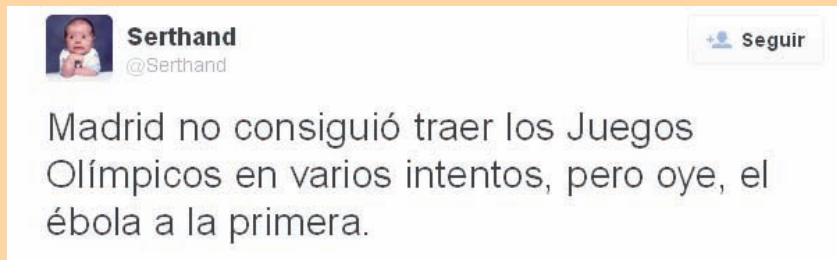 Serthand
@Serthand
Seguir
Madrid no consiguió traer los Juegos
Olímpicos en varios intentos, pero oye, el
ébola a la primera.